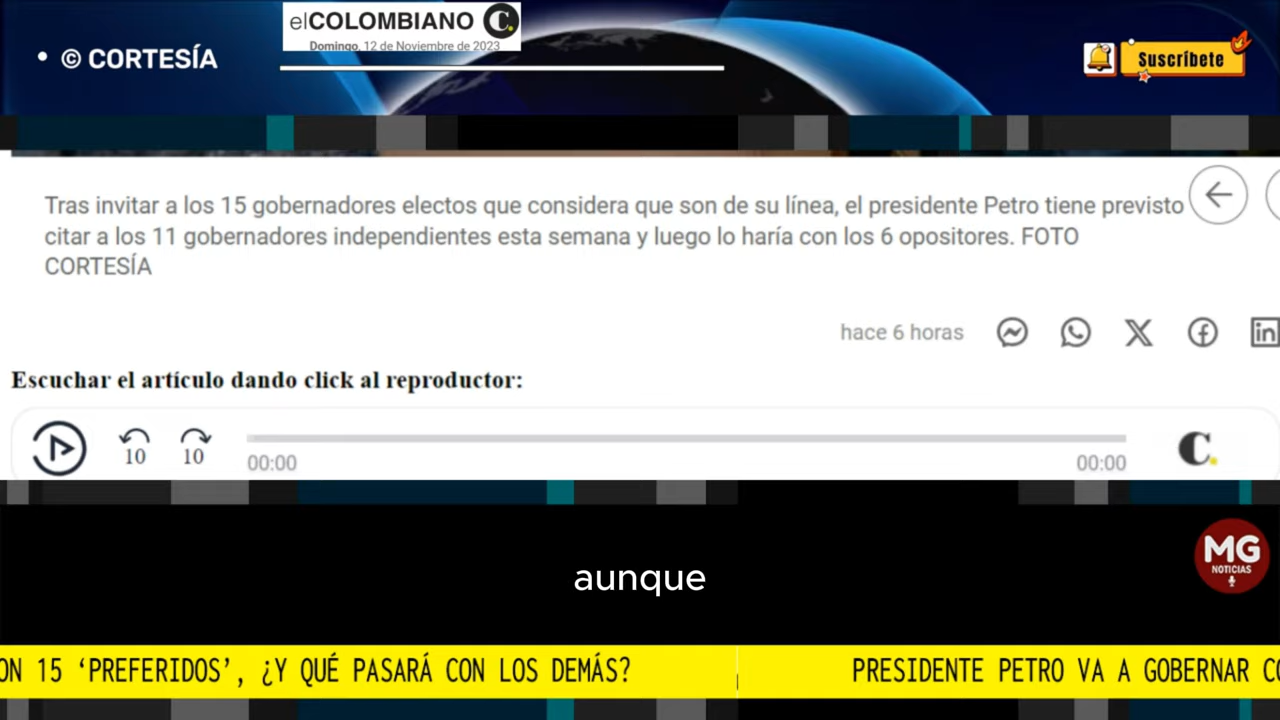 elCOLOMBIANO C.
Domingo, 12 de Noviembre de 2023
• © CORTESÍA
Suscríbete
Tras invitar a los 15 gobernadores electos que considera que son de su línea, el presidente Petro tiene previsto
citar a los 11 gobernadores independientes esta semana y luego lo haría con los 6 opositores. FOTO
CORTESÍA
hace 6 horas
Escuchar el artículo dando click al reproductor:
10 10
00:00 00:00
C.
aunque
MG
NOTICIAS
ON 15 ‘PREFERIDOS’, ¿Y QUÉ PASARÁ CON LOS DEMÁS? PRESIDENTE PETRO VA A GOBERNAR CO